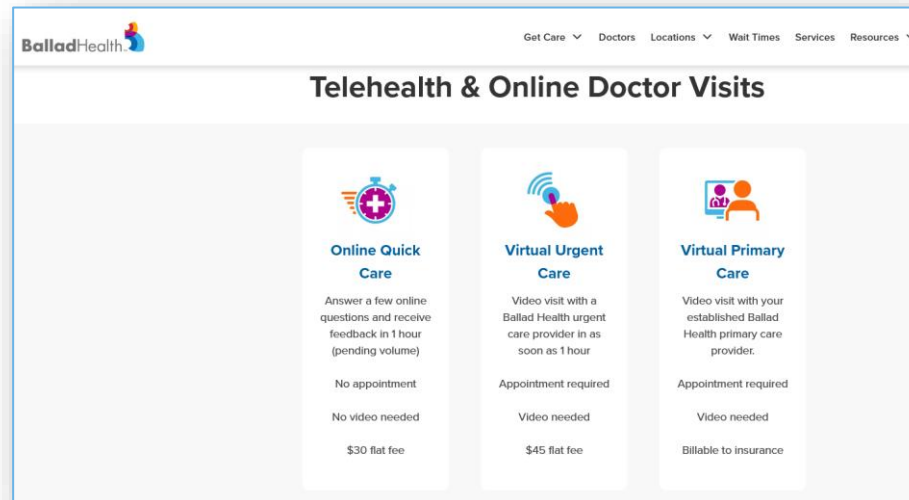 BalladHealth
Get Care Doctors Locations Wait Times Services Resources
Telehealth & Online Doctor Visits
Online Quick
Care
Answer a few online
questions and receive
feedback in 1 hour
(pending volume)
No appointment
No video needed
$30 flat fee
Virtual Urgent
Care
Video visit with a
Ballad Health urgent
care provider in as
soon as 1 hour
Appointment required
Video needed
$45 flat fee
Virtual Primary
Care
Video visit with your
established Ballad
Health primary care
provider.
Appointment required
Video needed
Billable to insurance